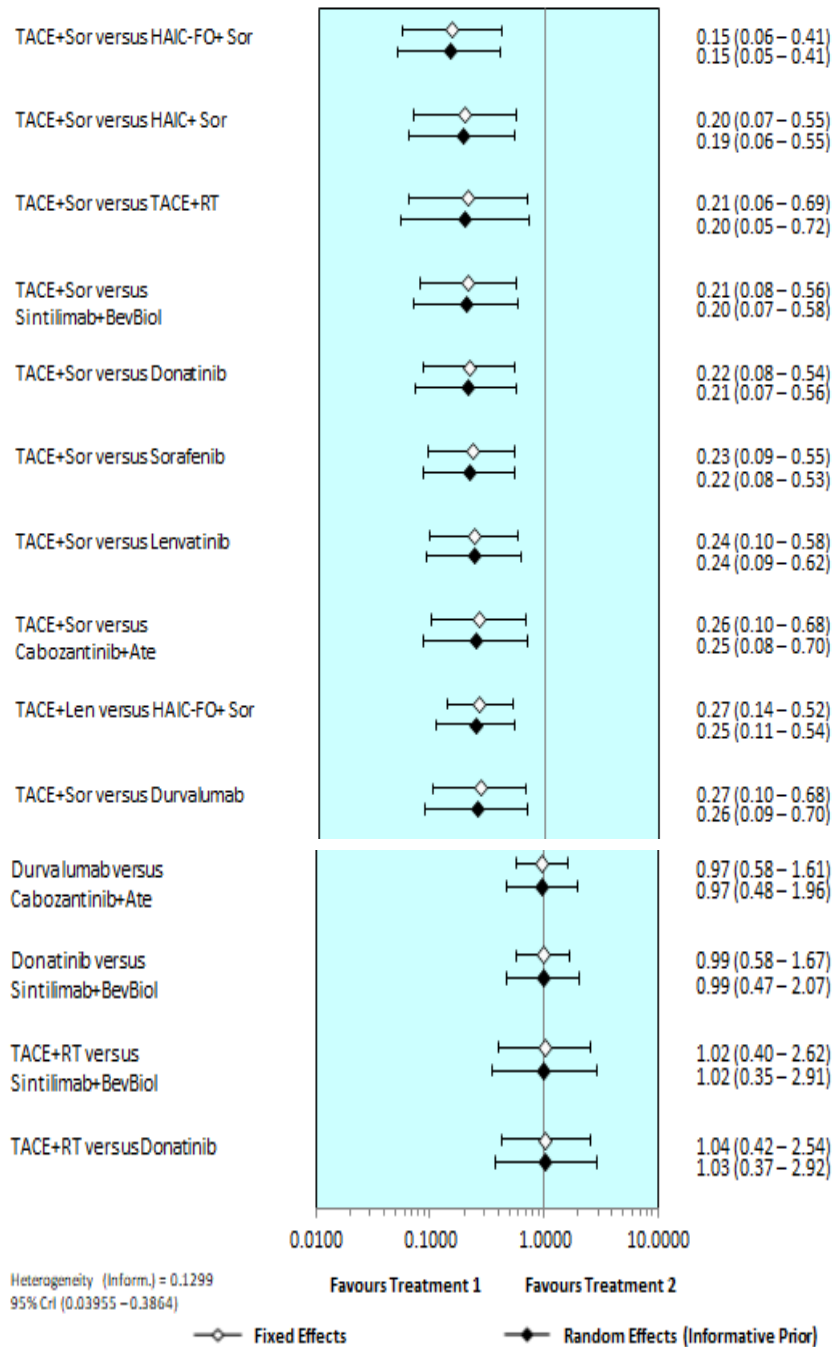 TACE+Sor versus HAIC-FO+ Sor
0.15 (0.06 – 0.41)
0.15 (0.05 – 0.41)
TACE+Sor versus HAIC+ Sor
0.20 (0.07 – 0.55)
0.19 (0.06 – 0.55)
TACE+Sor versus TACE+RT
0.21 (0.06 – 0.69)
0.20 (0.05 – 0.72)
TACE+Sor versus
Sintilimab+BevBiol
0.21 (0.08 – 0.56)
0.20 (0.07 – 0.58)
TACE+Sor versus Donatinib
0.22 (0.08 – 0.54)
0.21 (0.07 – 0.56)
TACE+Sor versus Sorafenib
0.23 (0.09 – 0.55)
0.22 (0.08 – 0.53)
TACE+Sor versus Lenvatinib
0.24 (0.10 – 0.58)
0.24 (0.09 – 0.62)
TACE+Sor versus
Cabozantinib+Ate
0.26 (0.10 – 0.68)
0.25 (0.08 – 0.70)
TACE+Len versus HAIC-FO+ Sor
0.27 (0.14 – 0.52)
0.25 (0.11 – 0.54)
TACE+Sor versus Durvalumab
0.27 (0.10 – 0.68)
0.26 (0.09 – 0.70)
Durvalumab versus
Cabozantinib+Ate
0.97 (0.58 – 1.61)
0.97 (0.48 – 1.96)
Donatinib versus
Sintilimab+BevBiol
0.99 (0.58 – 1.67)
0.99 (0.47 – 2.07)
TACE+RT versus
Sintilimab+BevBiol
1.02 (0.40 – 2.62)
1.02 (0.35 – 2.91)
TACE+RT versus Donatinib
1.04 (0.42 – 2.54)
1.03 (0.37 – 2.92)
0.0100 0.1000 1.0000 10.0000
Heterogeneity (Inform.) = 0.1299
95% CrI (0.03955 – 0.3864)
Favours Treatment 1 Favours Treatment 2
Fixed Effects Random Effects (Informative Prior)